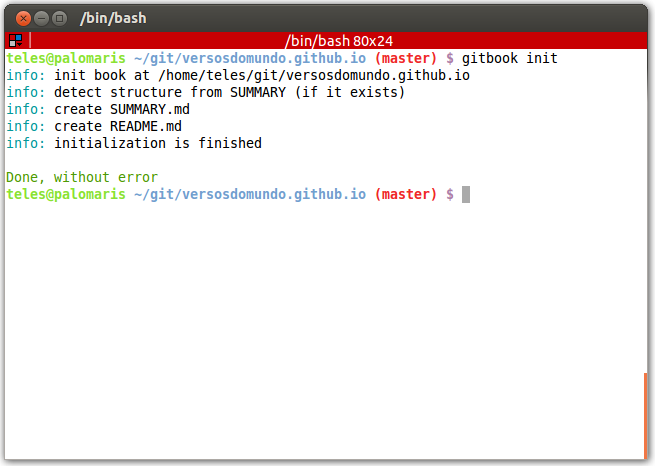 /bin/bash
/bin/bash 80x24
teles@palomaris ~/git/versosdomundo.github.io (master) $ gitbook init
info: init book at /home/teles/git/versosdomundo.github.io
info: detect structure from SUMMARY (if it exists)
info: create SUMMARY.md
info: create README.md
info: initialization is finished
Done, without error
teles@palomaris ~/git/versosdomundo.github.io (master) $